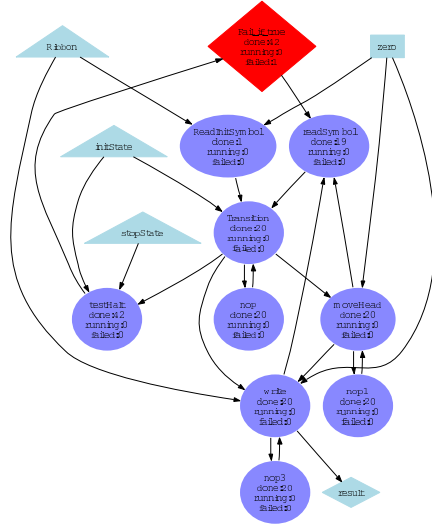 Ribbon
Fail_if_true
done:42
running:0
failed:1
zero
initState
ReadInitSymbol
done:1
running:0
failed:0
readSymbol
done:19
running:0
failed:0
stopState
Transition
done:20
running:0
failed:0
testHalt
done:42
running:0
failed:0
nop
done:20
running:0
failed:0
moveHead
done:20
running:0
failed:0
write
done:20
running:0
failed:0
nop1
done:20
running:0
failed:0
nop3
done:20
running:0
failed:0
result